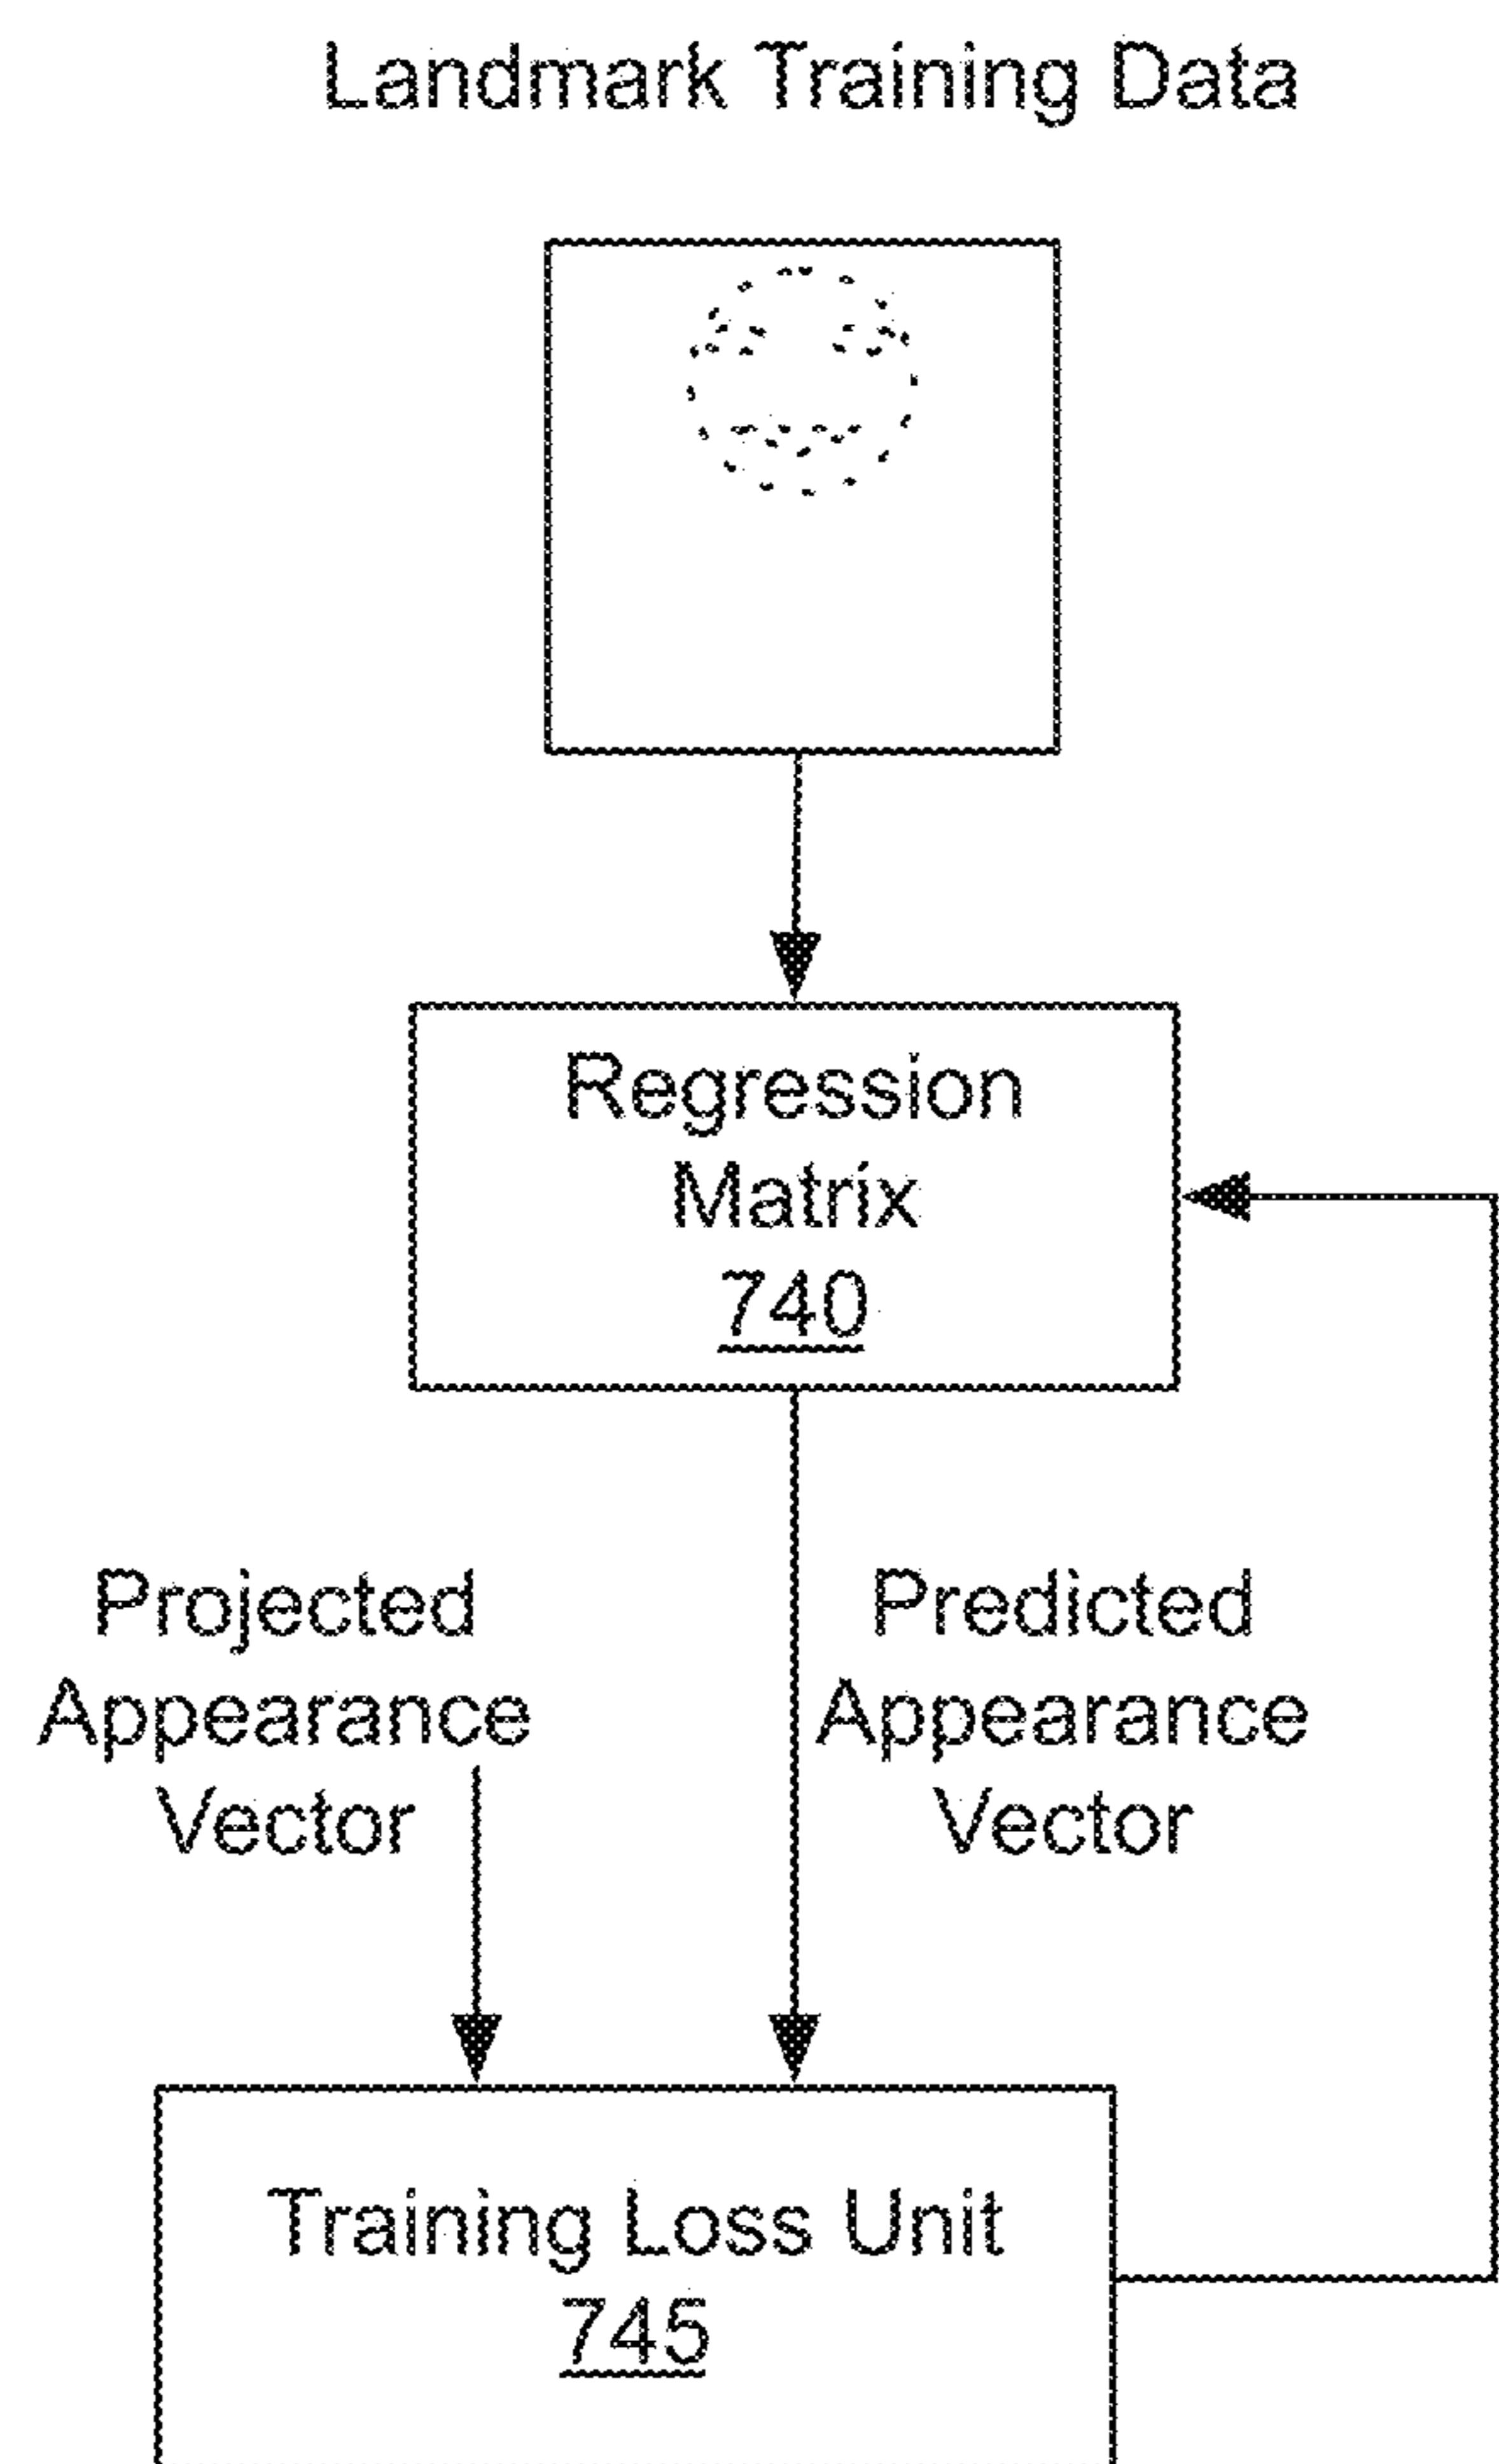 Landmark Training Data
Regression
Matrix
740
Projected
Appearance
Vector
Predicted
Appearance
Vector
Training Loss Unit
745